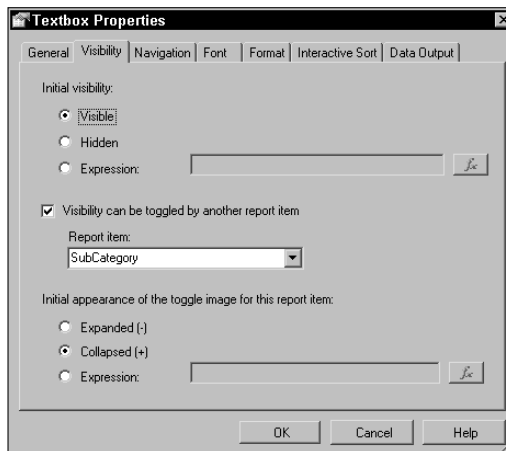 Textbox Properties
General Visibility Navigation Font Format Interactive Sort Data Output
Initial visibility:
Visible
Hidden
Expression:
fx
Visibility can be toggled by another report item
Report item:
SubCategory
Initial appearance of the toggle image for this report item:
Expanded (-)
Collapsed (+)
Expression:
fx
OK Cancel Help